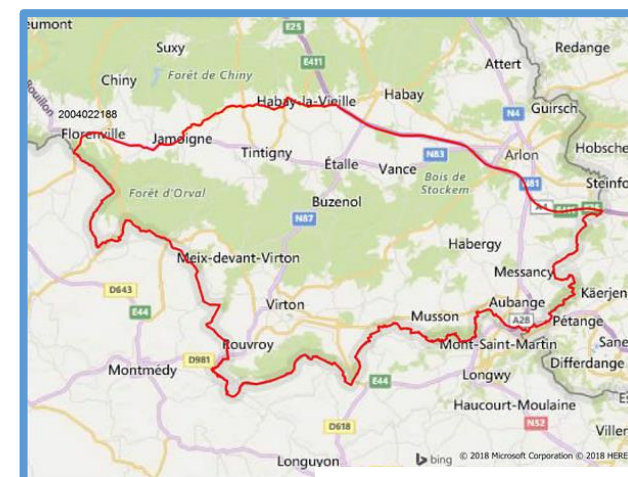 eumont
E25
Redange
Suxy
E411
Attert
Chiny
Forêt de Chiny
Habay
Bouillon
Habay-la-Vieille
Guirsch
2004022188
N4
Florenville
Jamoigne
Hobsche
Tintigny
N83
Arlon
Étalle
Vance
Steinfo
Forêt d'Orval
Bois de
Stockem
N81
Buzenol
A4
N87
Habergy
Meix-devant-Virton
Messancy
D643
Käerjen
E44
Virton
Aubange
Musson
A28
Pétange
Rouvroy
Mont-Saint-Martin
Sane
D981
Differdange
Montmédy
E44
Longwy
Haucourt-Moulaine
D618
N52
Viller
Longuyon
bing
© 2018 Microsoft Corporation © 2018 HERE